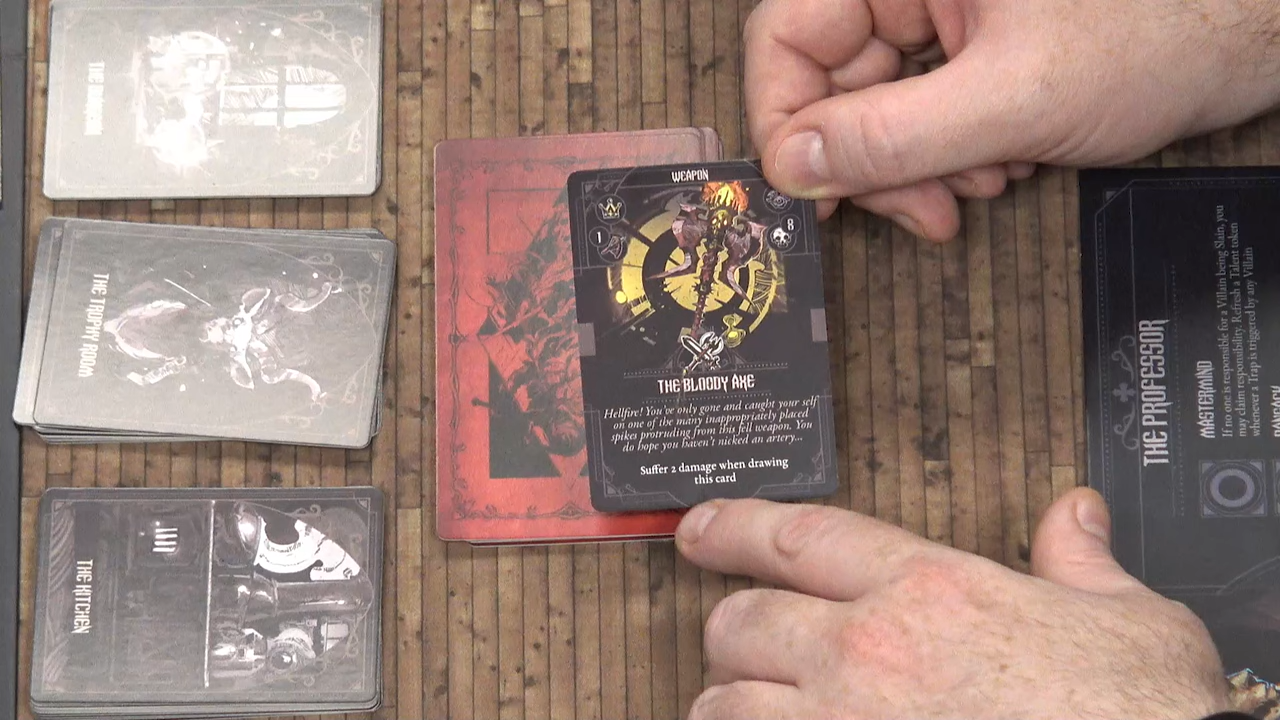 THE TROPHY ROOM
THE KITCHEN
WEAPON
1
8
THE BLOODY AXE
Hellfire! You've only gone and caught your self
on one of the many inappropriately placed
spikes protruding from this fell weapon. You
do hope you haven't nicked an artery...
Suffer 2 damage when drawing
this card
THE PROFESSOR
MASTERMIND
If no one is responsible for a Villain being Slain, you
may claim responsibility. Refresh a Talent token
whenever a Trap is triggered by any Villain